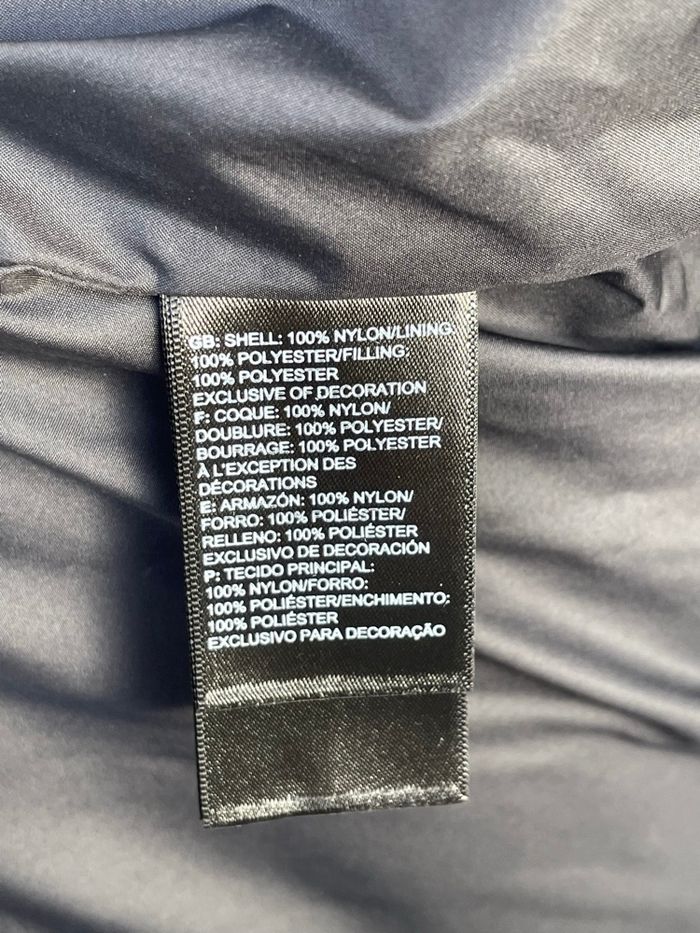 GB: SHELL: 100% NYLON/LINING:
100% POLYESTER/FILLING:
100% POLYESTER
EXCLUSIVE OF DECORATION
F: COQUE: 100% NYLON/
DOUBLURE: 100% POLYESTER/
BOURRAGE: 100% POLYESTER
À L'EXCEPTION DES
DÉCORATIONS
E: ARMAZÓN: 100% NYLON/
FORRO: 100% POLIÉSTER/
RELLENO: 100% POLIÉSTER
EXCLUSIVO DE DECORACIÓN
P: TECIDO PRINCIPAL:
100% NYLON/FORRO:
100% POLIÉSTER/ENCHIMENTO:
100% POLIÉSTER
EXCLUSIVO PARA DECORAÇÃO